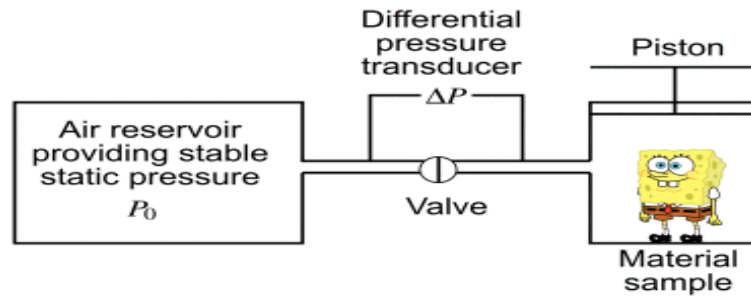 Differential
pressure
transducer
ΔP
Piston
Air reservoir
providing stable
static pressure
P₀
Valve
Material
sample